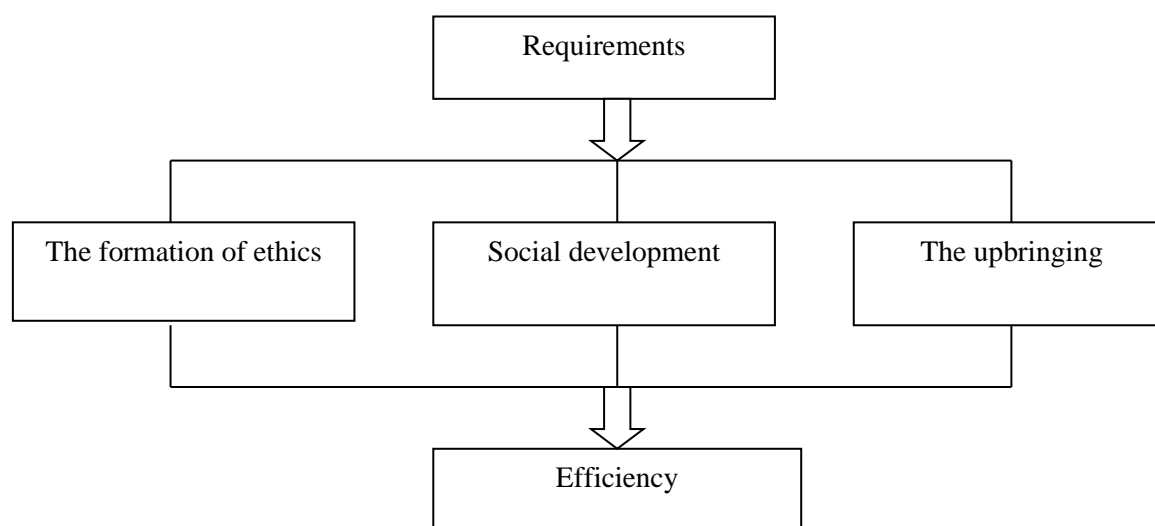 Requirements
The formation of ethics
Social development
The upbringing
Efficiency